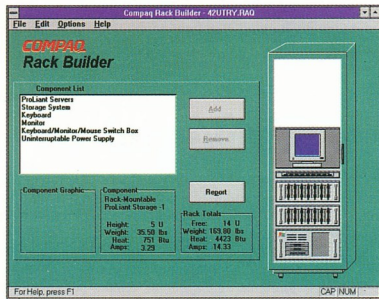 Compaq Rack Builder - 42UTRY.RAQ
File Edit Options Help
COMPAQ
Rack Builder
Component List
ProLiant Servers
Storage System
Keyboard
Monitor
Keyboard/Monitor/Mouse Switch Box
Uninterruptable Power Supply
Add
Remove
Report
Component Graphic
Component
Rack-Mountable
ProLiant Storage -1
Height: 5 U
Weight: 35.50 lbs
Heat: 751 Btu
Amps: 3.29
Rack Totals
Free: 14 U
Weight: 169.80 lbs
Heat: 4423 Btu
Amps: 14.33
For Help, press F1
CAP NUM